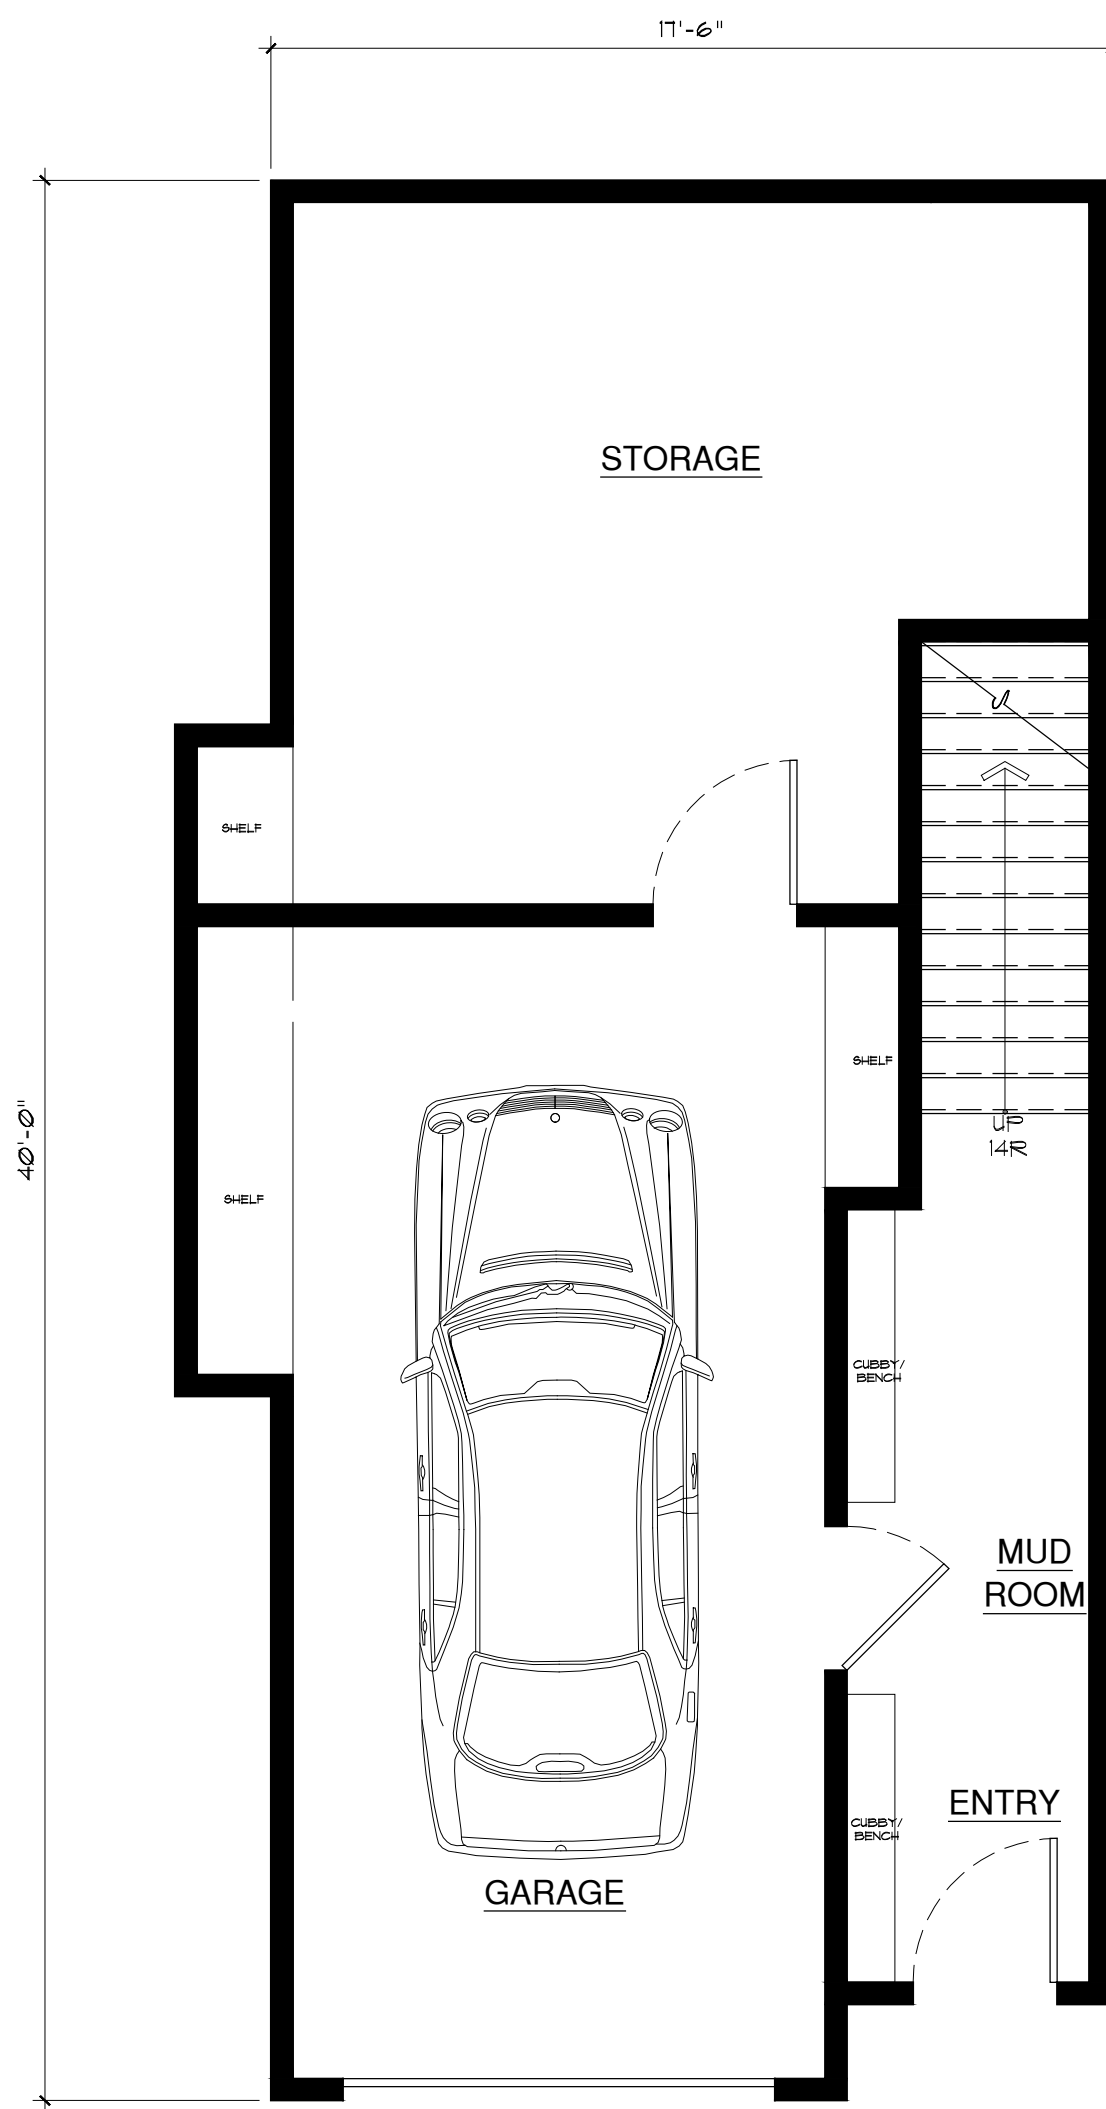 17'-6"
STORAGE
SHELF
SHELF
40'-0"
UP
14R
SHELF
CUBBY/
BENCH
MUD
ROOM
ENTRY
CUBBY/
BENCH
GARAGE